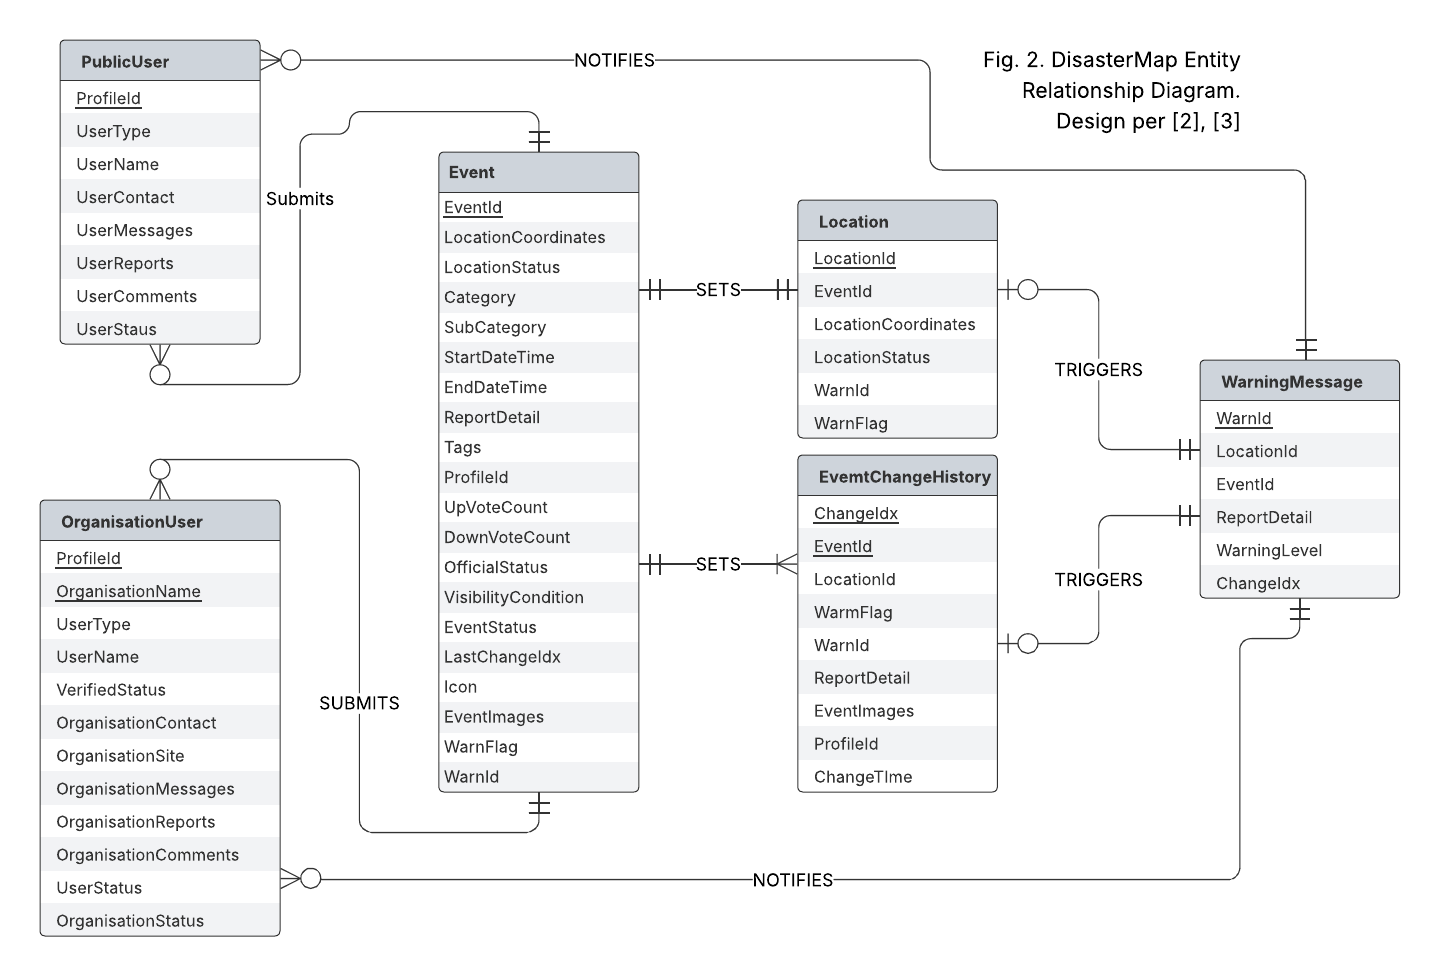 Fig. 2. DisasterMap Entity
Relationship Diagram.
Design per [2], [3]
PublicUser
ProfileId
UserType
UserName
UserContact
UserMessages
UserReports
UserComments
UserStaus
NOTIFIES
Submits
Event
EventId
LocationCoordinates
LocationStatus
Category
SubCategory
StartDateTime
EndDateTime
ReportDetail
Tags
ProfileId
UpVoteCount
DownVoteCount
OfficialStatus
VisibilityCondition
EventStatus
LastChangeIdx
Icon
EventImages
WarnFlag
WarnId
SETS
SETS
Location
LocationId
EventId
LocationCoordinates
LocationStatus
WarnId
WarnFlag
EvemtChangeHistory
ChangeIdx
EventId
LocationId
WarmFlag
WarnId
ReportDetail
EventImages
ProfileId
ChangeTIme
TRIGGERS
TRIGGERS
WarningMessage
WarnId
LocationId
EventId
ReportDetail
WarningLevel
ChangeIdx
OrganisationUser
ProfileId
OrganisationName
UserType
UserName
VerifiedStatus
OrganisationContact
OrganisationSite
OrganisationMessages
OrganisationReports
OrganisationComments
UserStatus
OrganisationStatus
SUBMITS
NOTIFIES